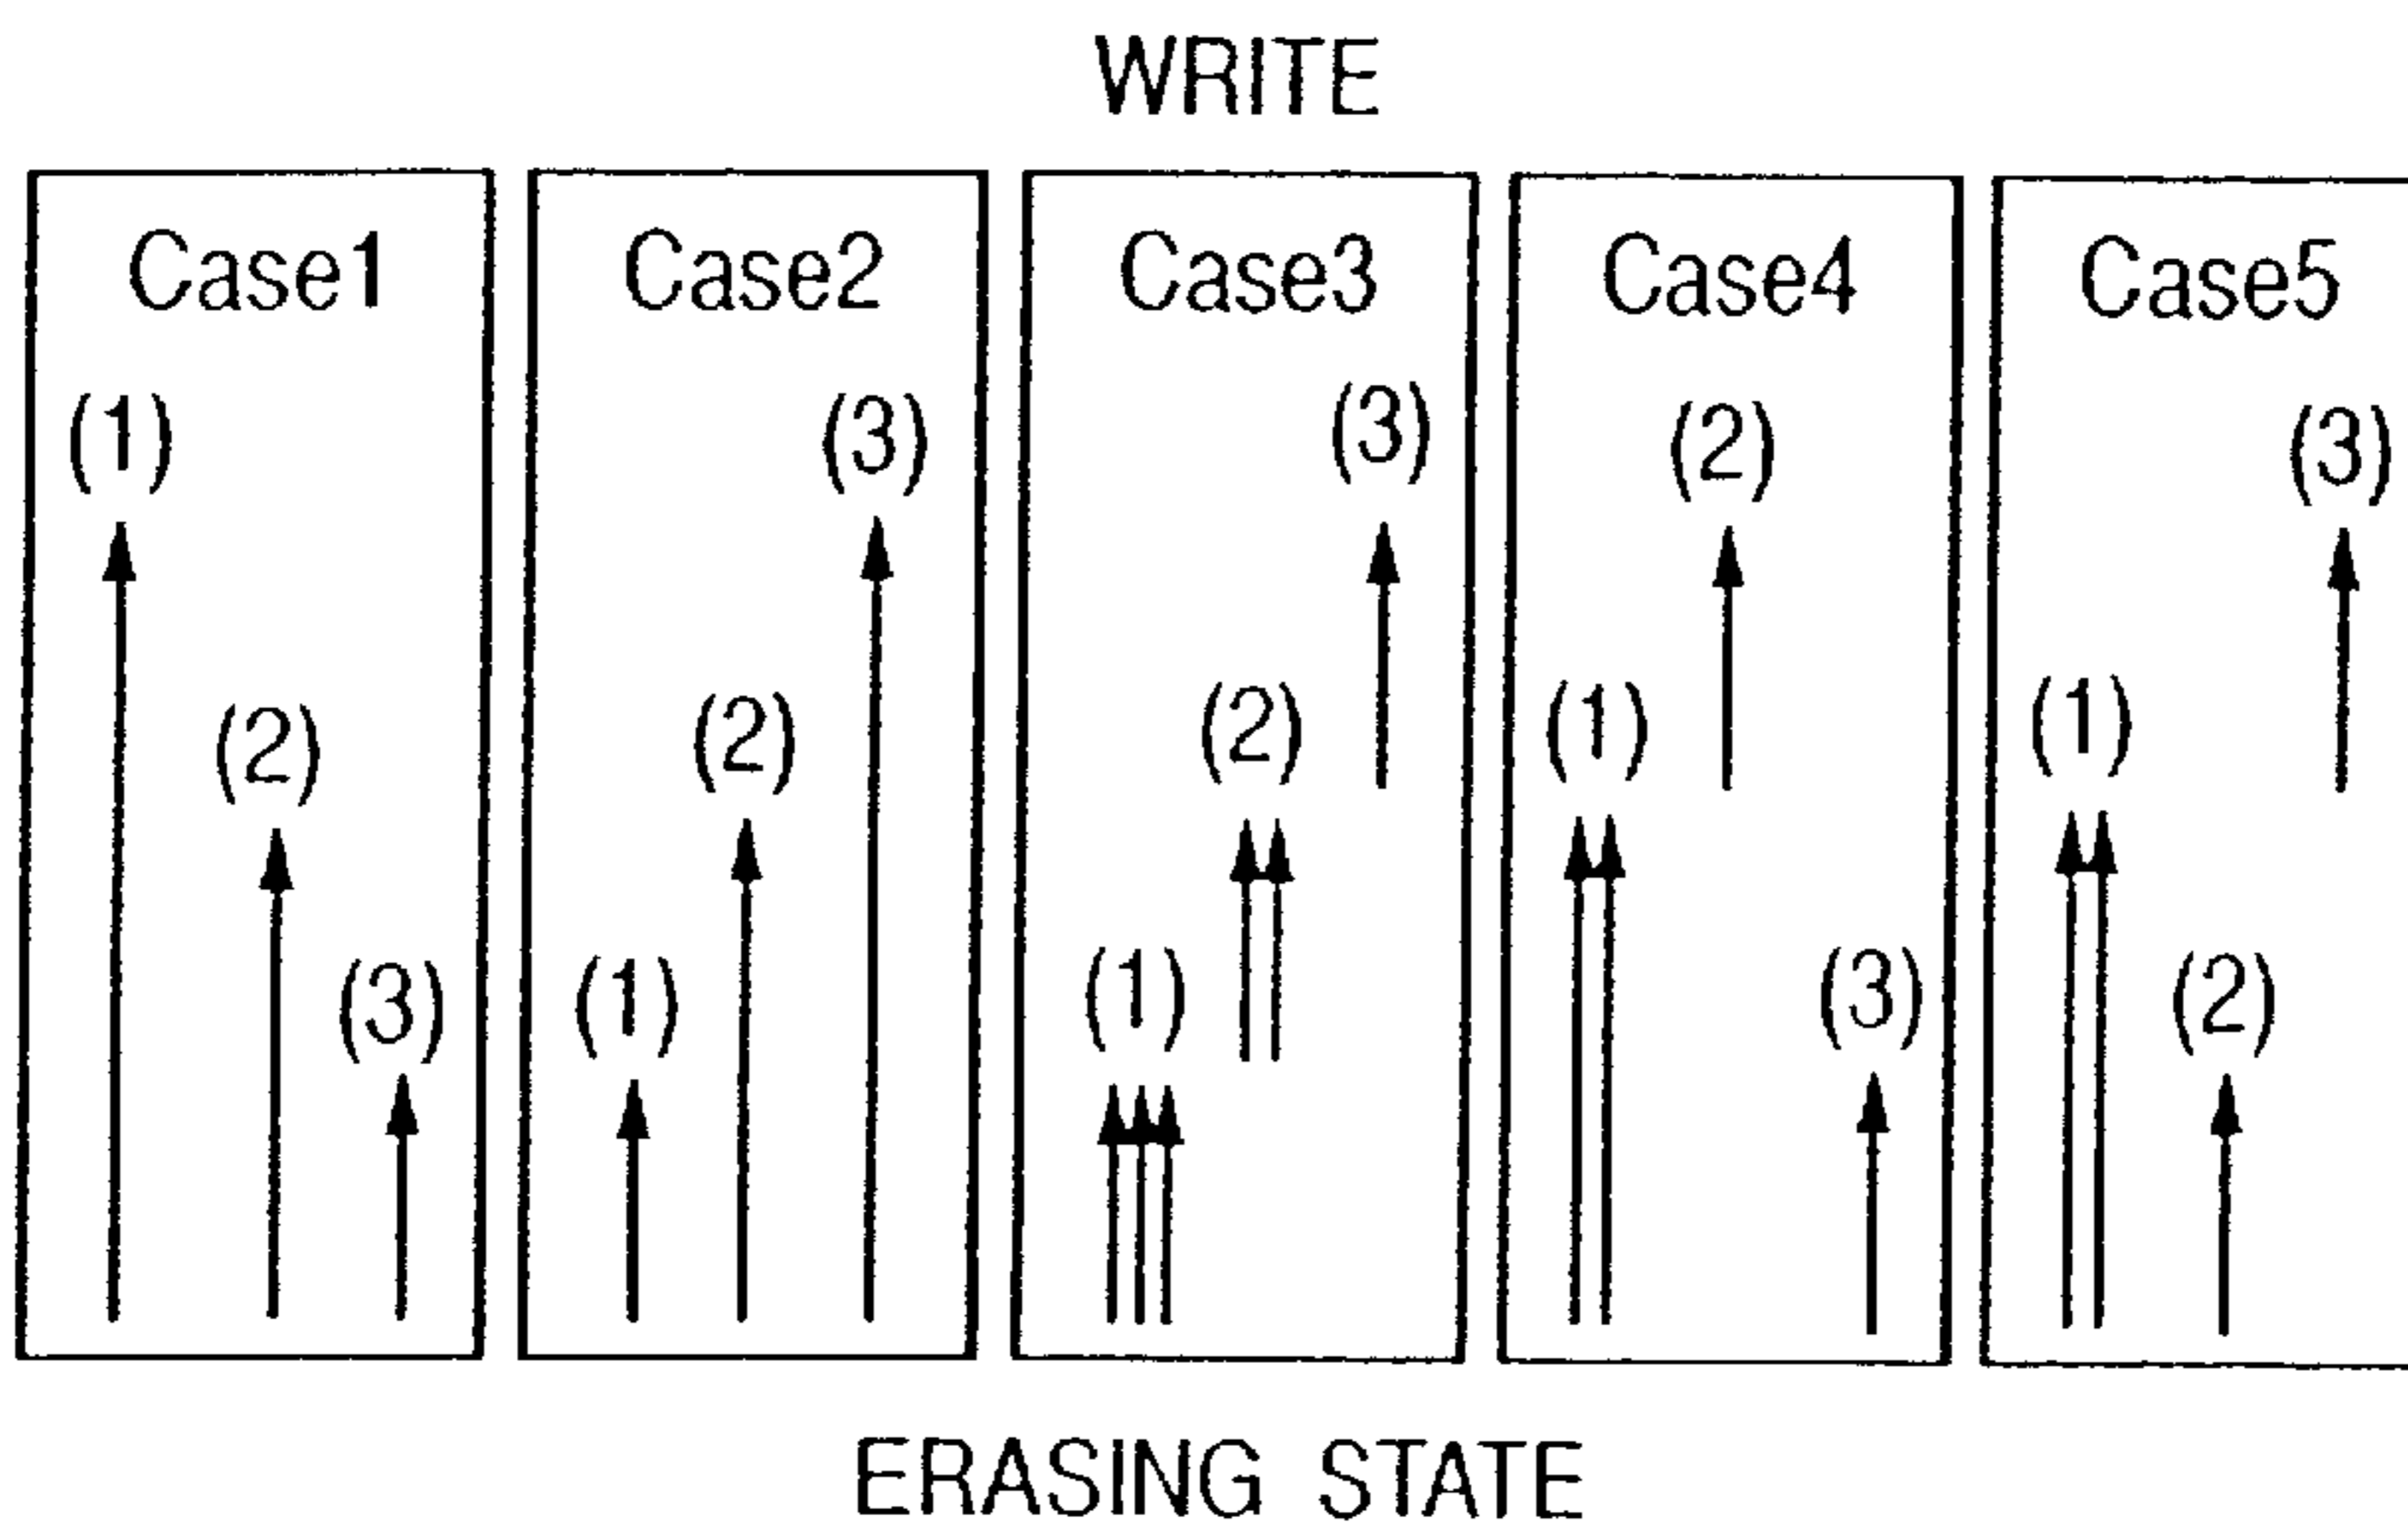 WRITE
Case1 Case2 Case3 Case4 Case5
(1) (3) (3) (2) (3)
(2) (2) (2) (1) (1)
(3) (1) (1) (3) (2)
ERASING STATE